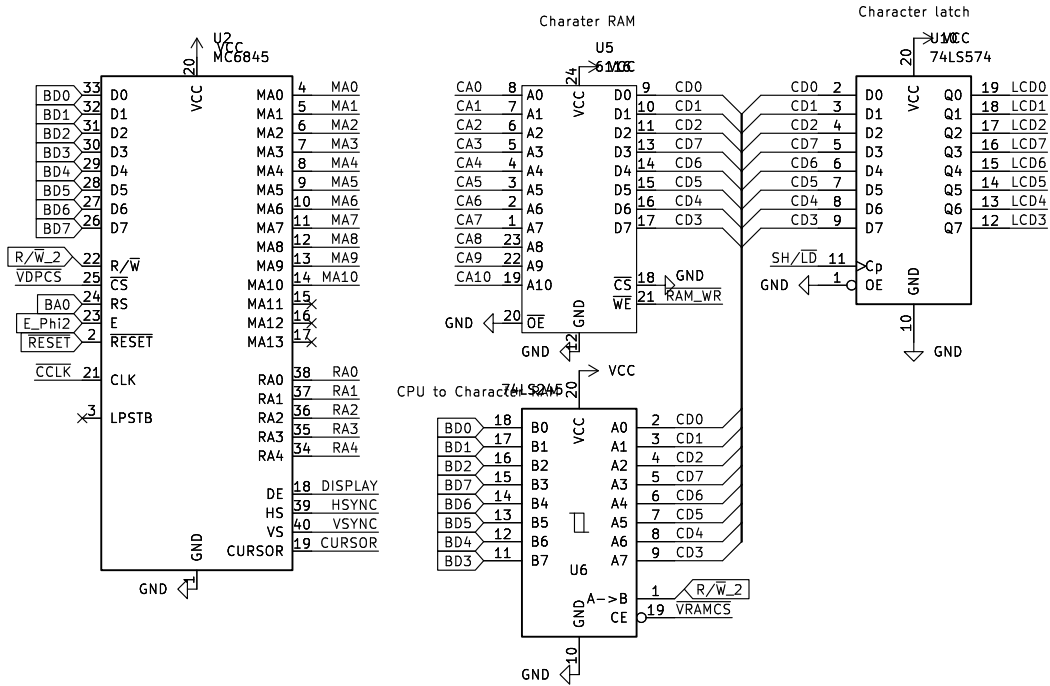 Charater RAM
Character latch
U2
VCC
MC6845
20
VCC
BD0 33 D0
BD1 32 D1
BD2 31 D2
BD3 30 D3
BD4 29 D4
BD5 28 D5
BD6 27 D6
BD7 26 D7
R/W̅_2 22 R/W̅
V̅D̅P̅C̅S̅ 25 C̅S̅
BA0 24 RS
E_Phi2 23 E
R̅E̅S̅E̅T̅ 2 R̅E̅S̅E̅T̅
C̅C̅L̅K̅ 21 CLK
3 LPSTB
MA0 4 MA0
MA1 5 MA1
MA2 6 MA2
MA3 7 MA3
MA4 8 MA4
MA5 9 MA5
MA6 10 MA6
MA7 11 MA7
MA8 12 MA8
MA9 13 MA9
MA10 14 MA10
MA11 15
MA12 16
MA13 17
RA0 38 RA0
RA1 37 RA1
RA2 36 RA2
RA3 35 RA3
RA4 34 RA4
DE 18 DISPLAY
HS 39 HSYNC
VS 40 VSYNC
CURSOR 19 CURSOR
GND
1
GND
U5
VCC
6116
24
VCC
CA0 8 A0
CA1 7 A1
CA2 6 A2
CA3 5 A3
CA4 4 A4
CA5 3 A5
CA6 2 A6
CA7 1 A7
CA8 23 A8
CA9 22 A9
CA10 19 A10
GND 20 O̅E̅
D0 9 CD0
D1 10 CD1
D2 11 CD2
D3 13 CD7
D4 14 CD6
D5 15 CD5
D6 16 CD4
D7 17 CD3
C̅S̅ 18 GND
W̅E̅ 21 R̅A̅M̅_̅W̅R̅
GND
12
GND
U10
VCC
74LS574
20
VCC
CD0 2 D0
CD1 3 D1
CD2 4 D2
CD7 5 D3
CD6 6 D4
CD5 7 D5
CD4 8 D6
CD3 9 D7
SH/L̅D̅ 11 Cp
GND 1 OE
Q0 19 LCD0
Q1 18 LCD1
Q2 17 LCD2
Q3 16 LCD7
Q4 15 LCD6
Q5 14 LCD5
Q6 13 LCD4
Q7 12 LCD3
GND
10
GND
CPU to Character RAM
74LS245
VCC
20
VCC
BD0 18 B0
BD1 17 B1
BD2 16 B2
BD7 15 B3
BD6 14 B4
BD5 13 B5
BD4 12 B6
BD3 11 B7
A0 2 CD0
A1 3 CD1
A2 4 CD2
A3 5 CD7
A4 6 CD6
A5 7 CD5
A6 8 CD4
A7 9 CD3
U6
A->B 1 R/W̅_2
CE 19 V̅R̅A̅M̅C̅S̅
GND
10
GND